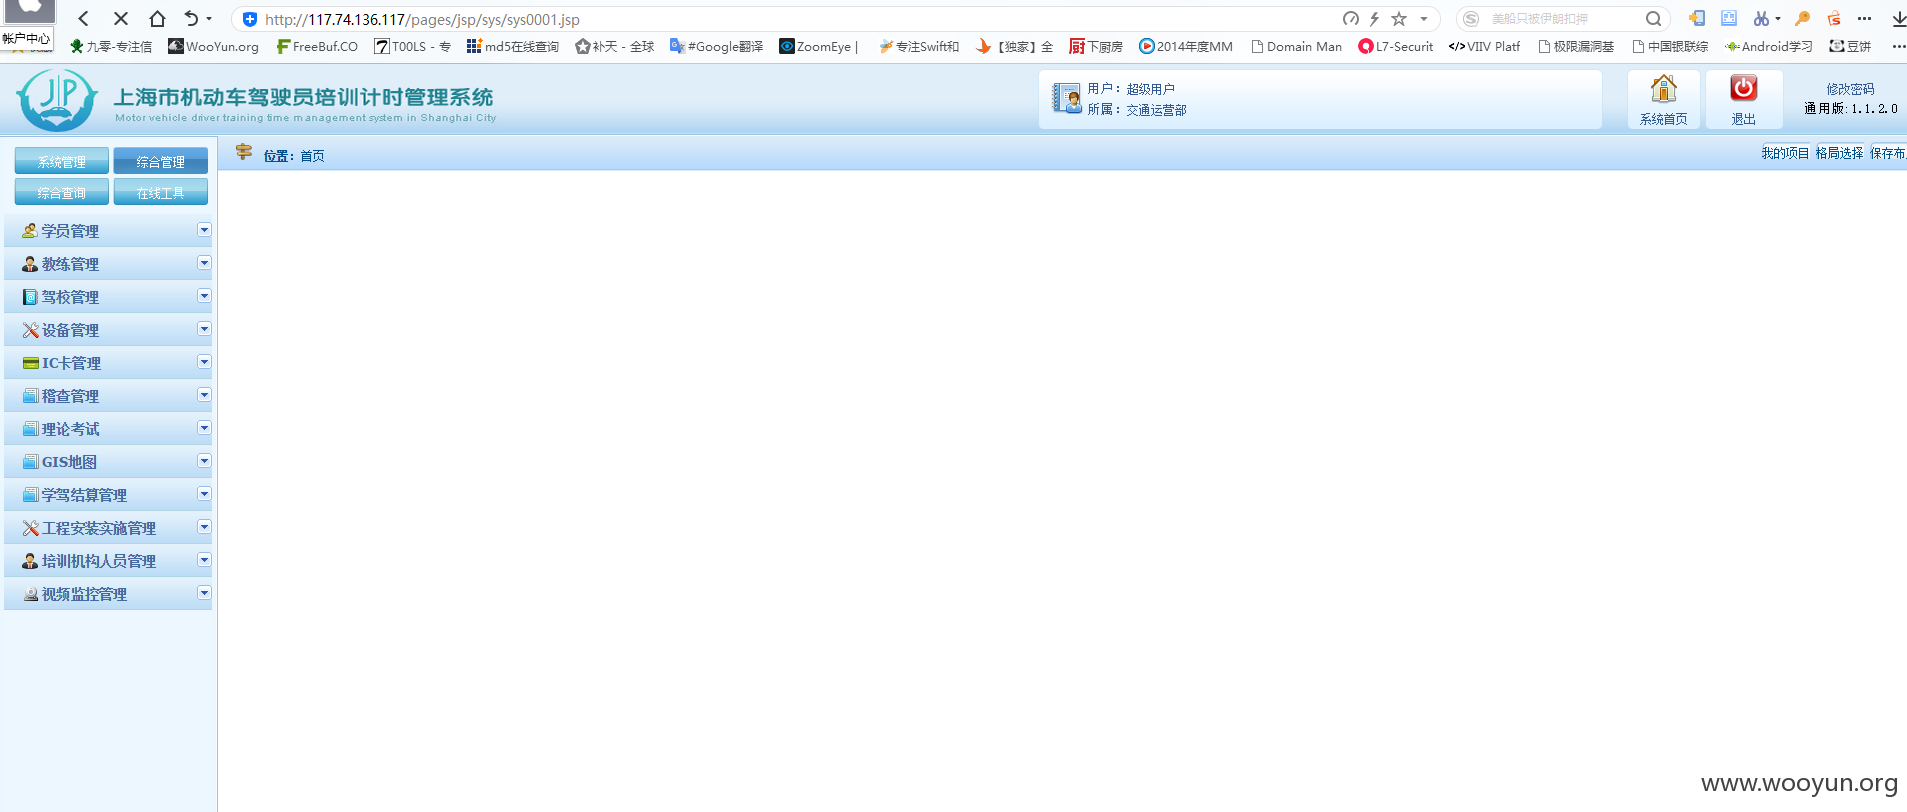 http://117.74.136.117/pages/jsp/sys/sys0001.jsp
美船只被伊朗扣押
帐户中心
九零-专注信
WooYun.org
FreeBuf.CO
T00LS - 专
md5在线查询
补天 - 全球
#Google翻译
ZoomEye |
专注Swift和
【独家】全
厨 下厨房
2014年度MM
Domain Man
L7-Securit
</> VIIV Platf
极限漏洞基
中国银联综
Android学习
豆饼
JP
上海市机动车驾驶员培训计时管理系统
Motor vehicle driver training time management system in Shanghai City
用户：超级用户
所属：交通运营部
系统首页
退出
修改密码
通用版:1.1.2.0
系统管理
综合管理
综合查询
在线工具
位置：首页
我的项目
格局选择
保存布
学员管理
教练管理
驾校管理
设备管理
IC卡管理
稽查管理
理论考试
GIS地图
学驾结算管理
工程安装实施管理
培训机构人员管理
视频监控管理
www.wooyun.org